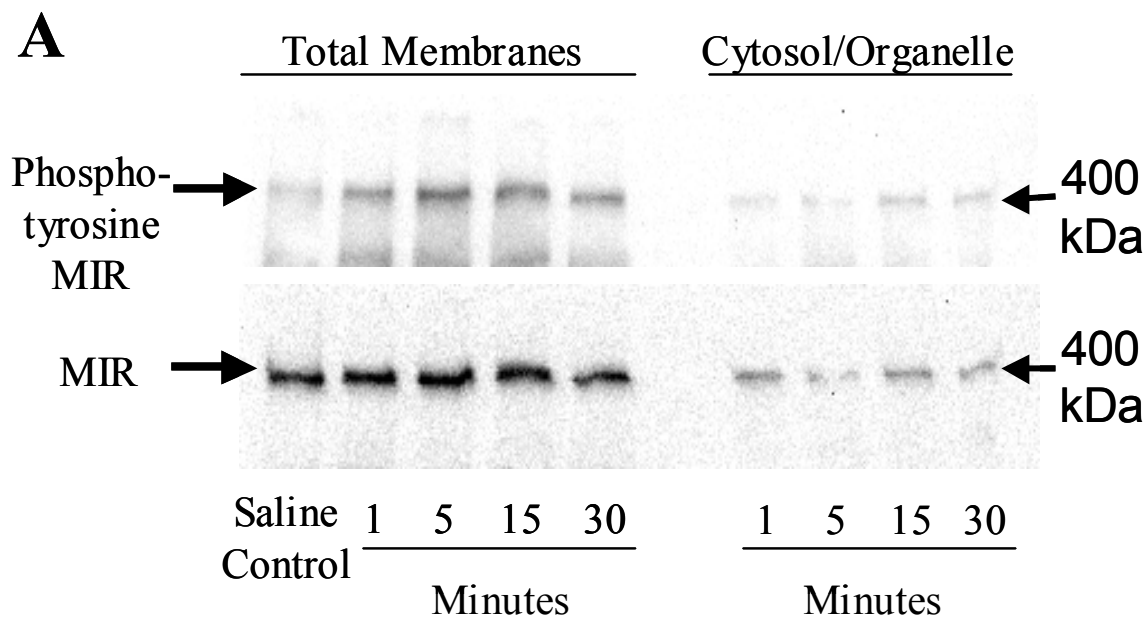 A
Total Membranes
Cytosol/Organelle
Phospho-
tyrosine
MIR
400
kDa
MIR
400
kDa
Saline
Control
1 5 15 30
1 5 15 30
Minutes
Minutes